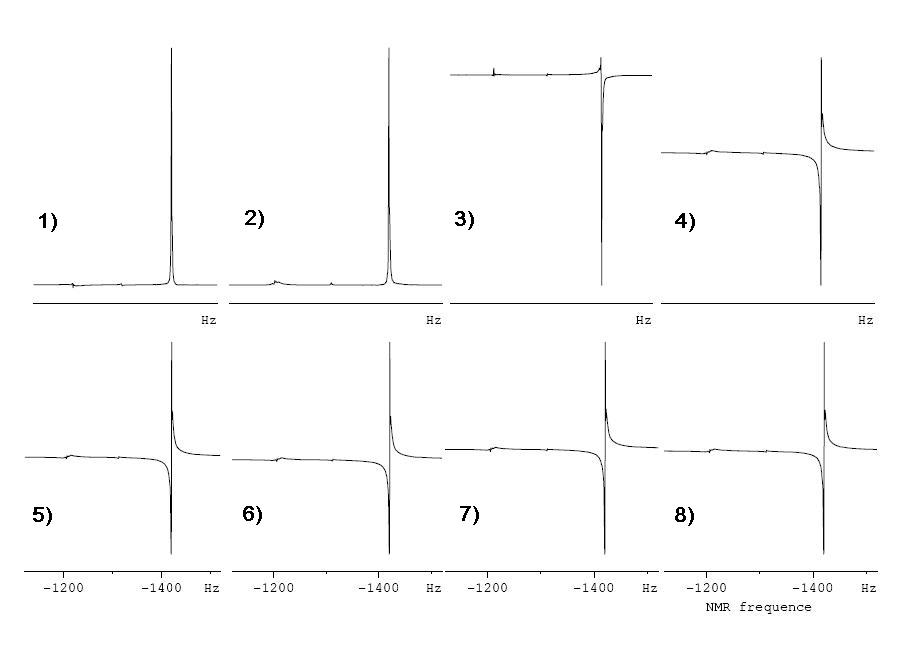 1) 2) 3) 4)
Hz Hz Hz Hz
5) 6) 7) 8)
-1200 -1400 Hz -1200 -1400 Hz -1200 -1400 Hz -1200 -1400 Hz
NMR frequence